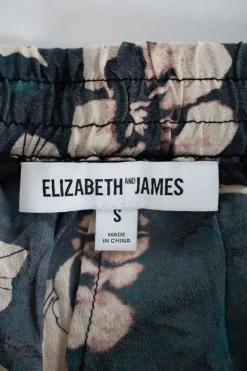 ELIZABETH AND JAMES
S
MADE
IN CHINA